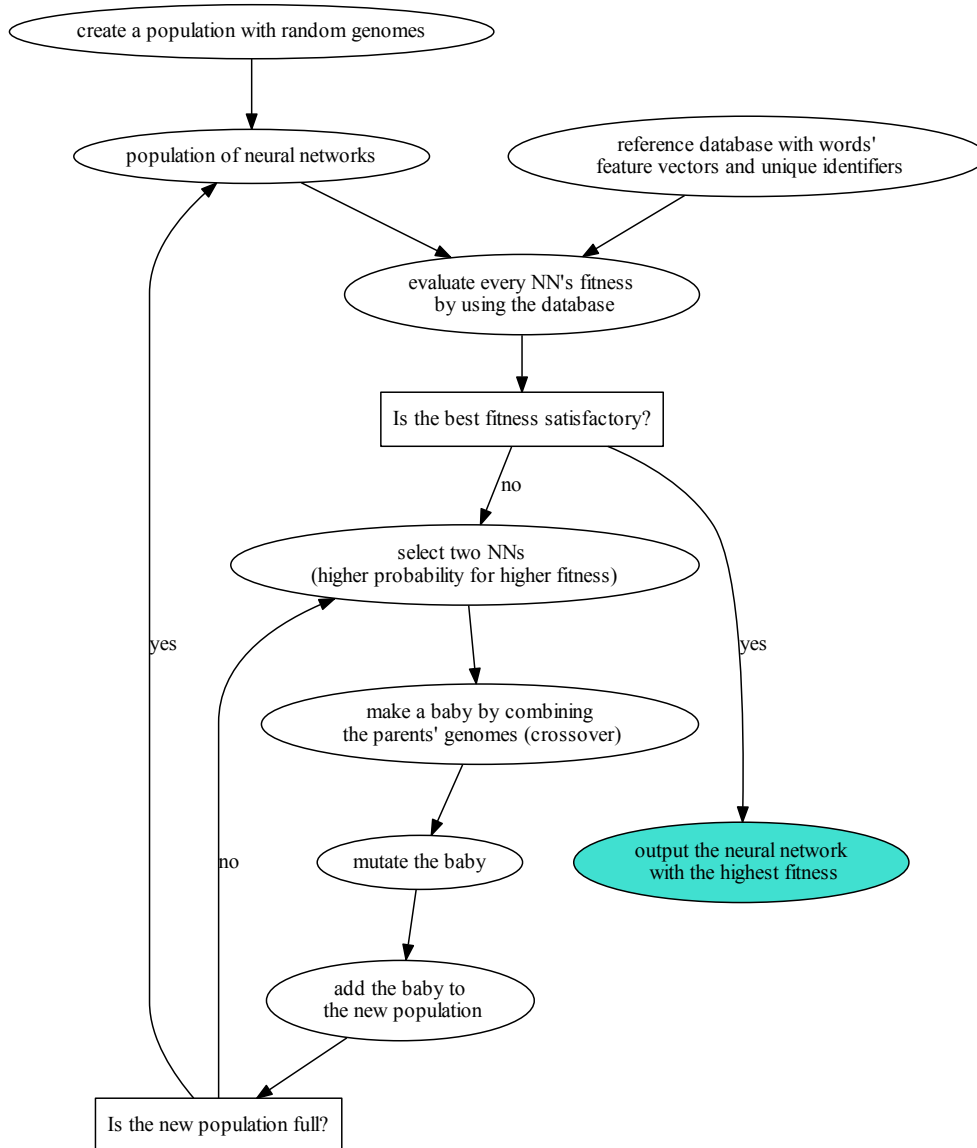 create a population with random genomes
population of neural networks
reference database with words'
feature vectors and unique identifiers
evaluate every NN's fitness
by using the database
Is the best fitness satisfactory?
no
select two NNs
(higher probability for higher fitness)
yes
yes
make a baby by combining
the parents' genomes (crossover)
no
mutate the baby
output the neural network
with the highest fitness
add the baby to
the new population
Is the new population full?